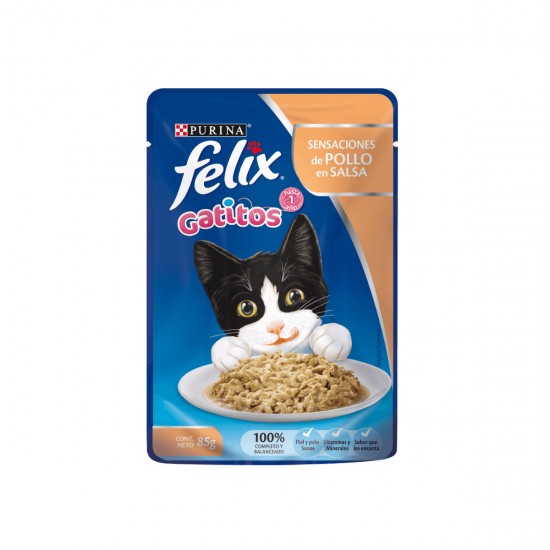 PURINA
felix
Gatitos
hasta
1
año
SENSACIONES
de POLLO
en SALSA
CONT.
NETO. 85g
100%
COMPLETO Y
BALANCEADO
Piel y pelo
Sanos
Vitaminas y
Minerales
Sabor que
les encanta